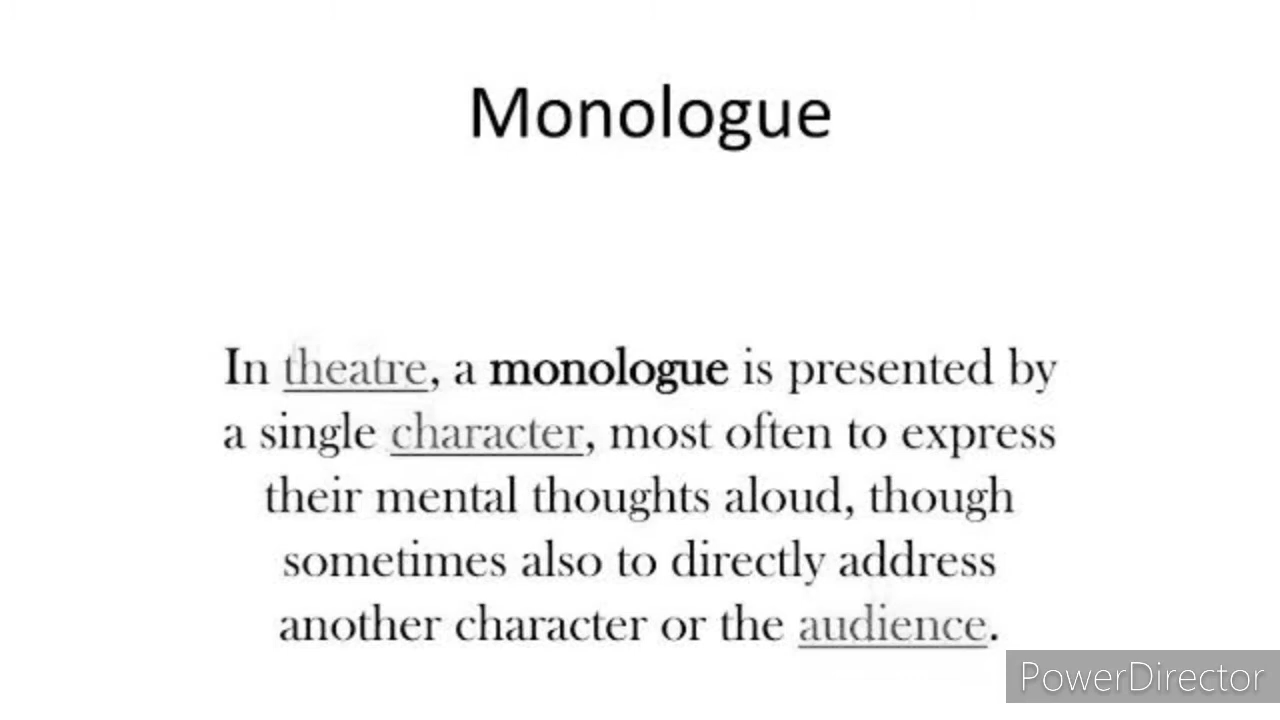 Monologue
In theatre, a monologue is presented by
a single character, most often to express
their mental thoughts aloud, though
sometimes also to directly address
another character or the audience.
PowerDirector